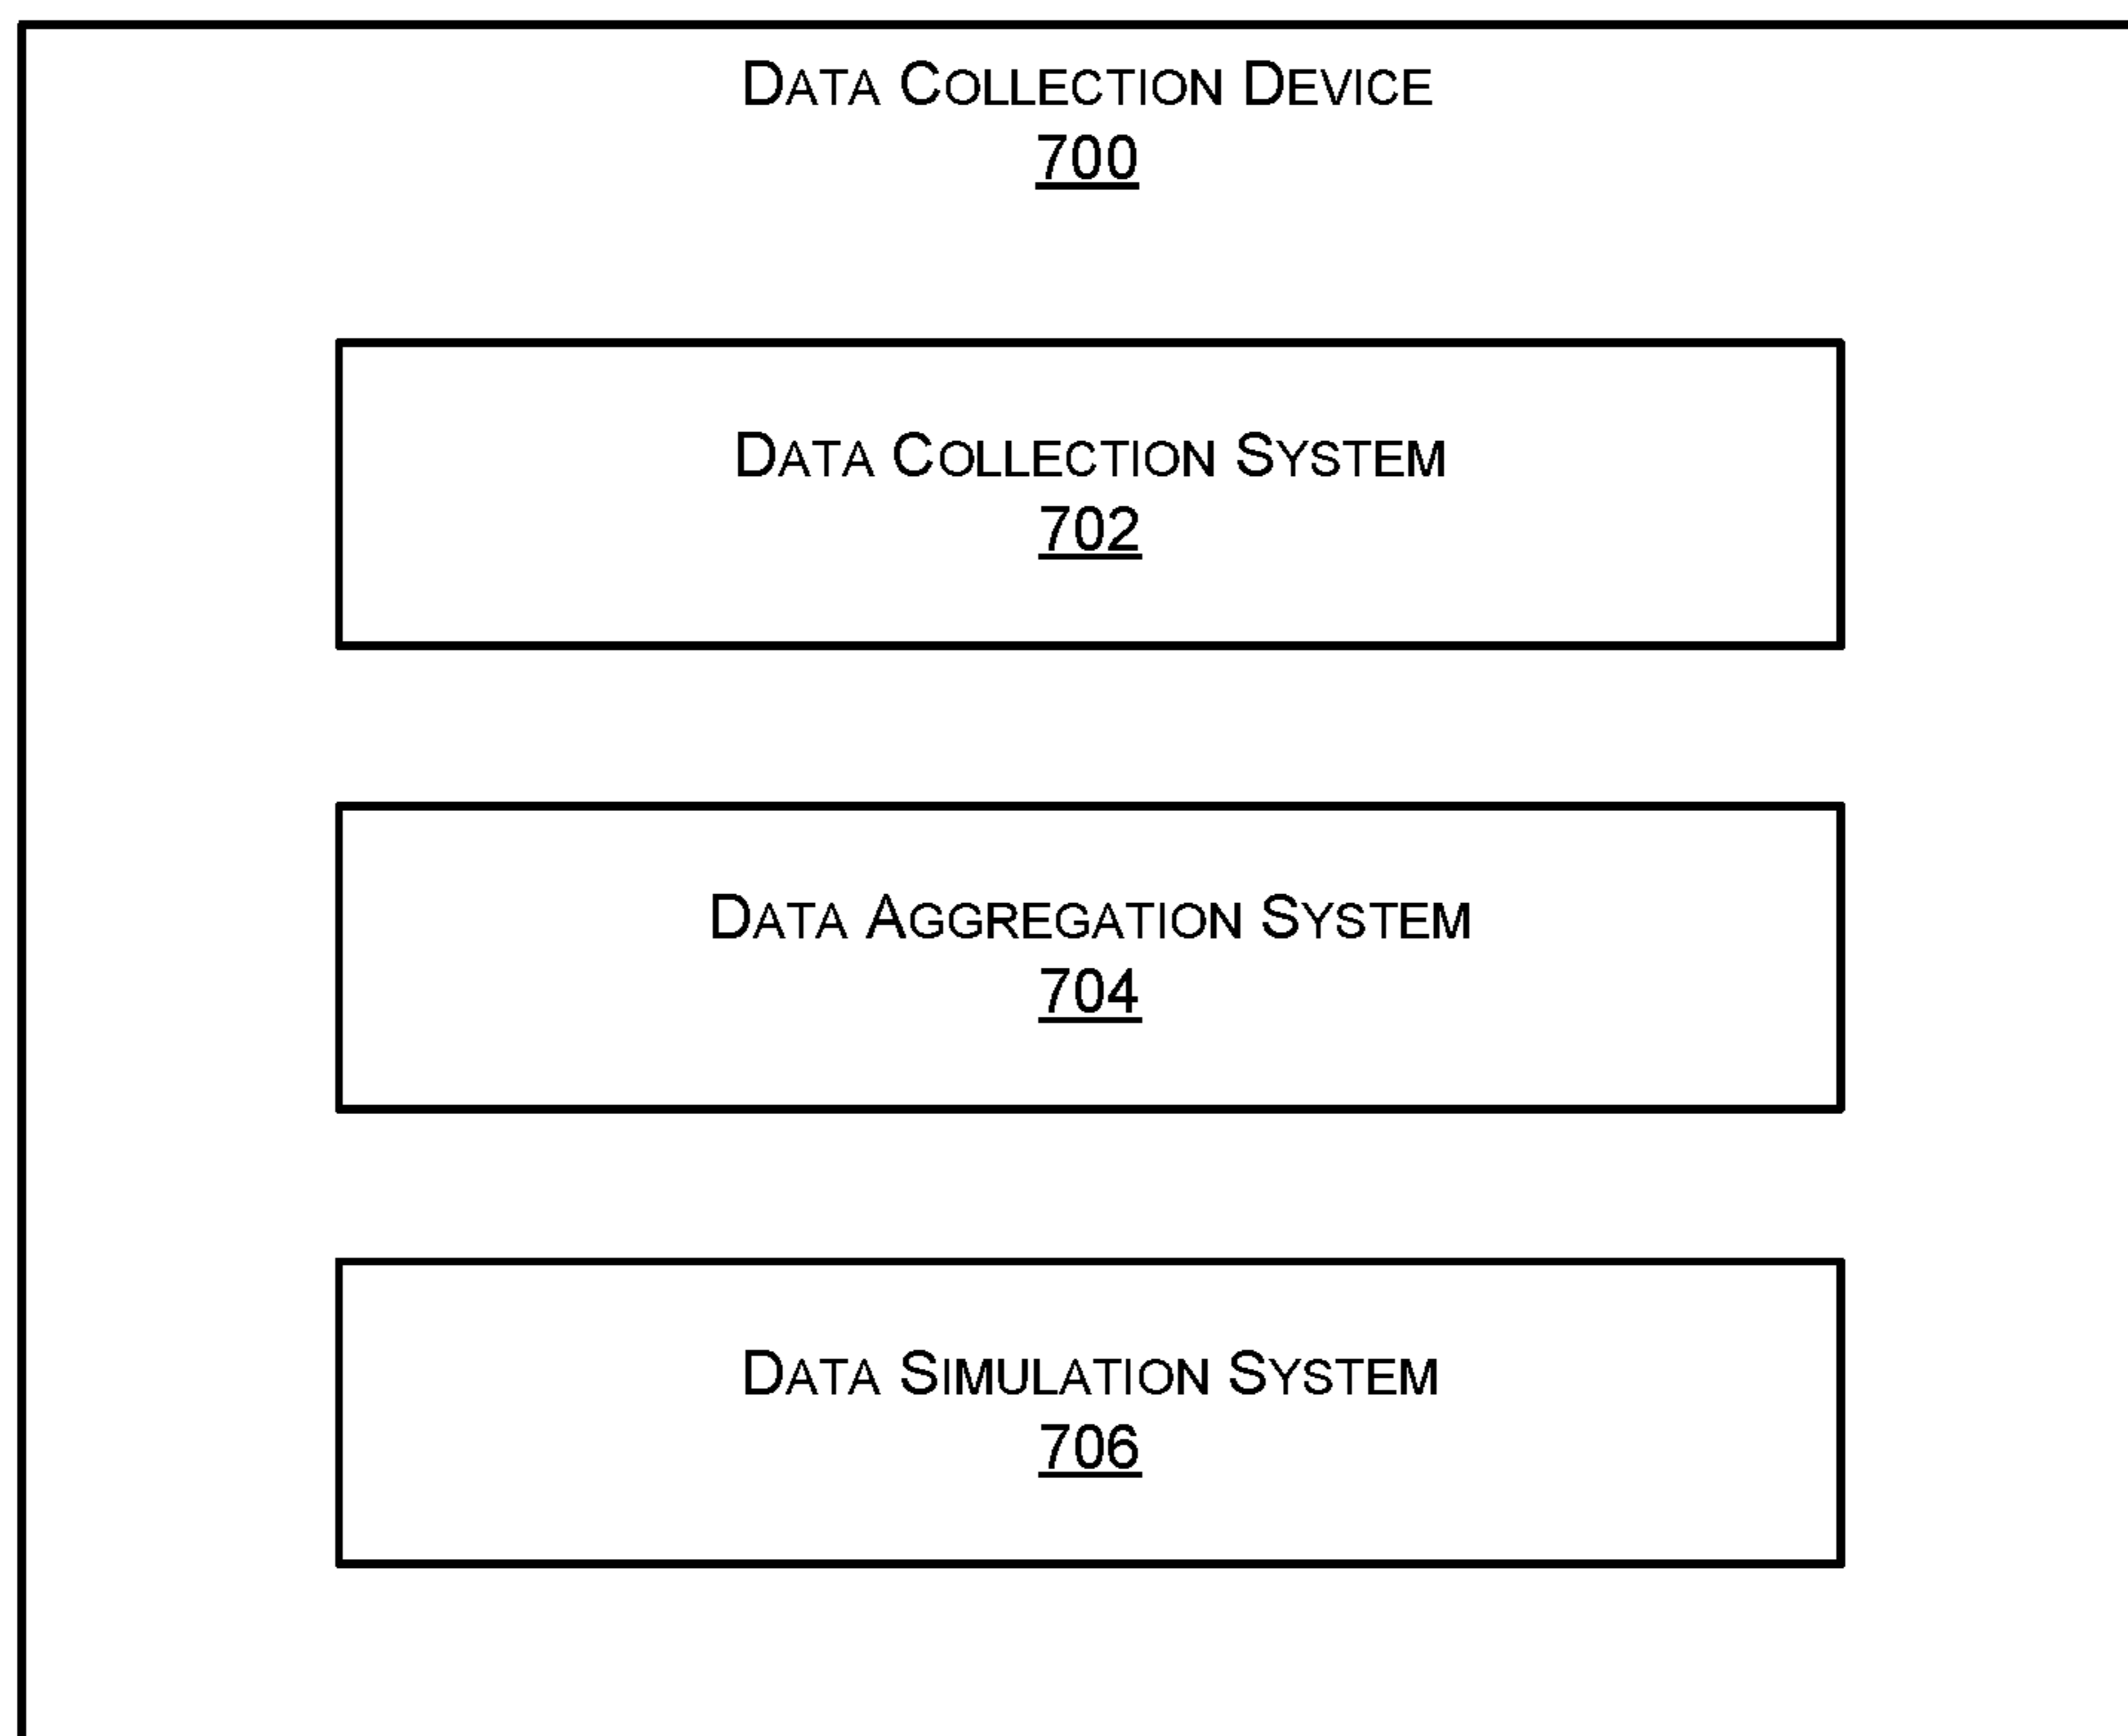 DATA COLLECTION DEVICE
700
DATA COLLECTION SYSTEM
702
DATA AGGREGATION SYSTEM
704
DATA SIMULATION SYSTEM
706